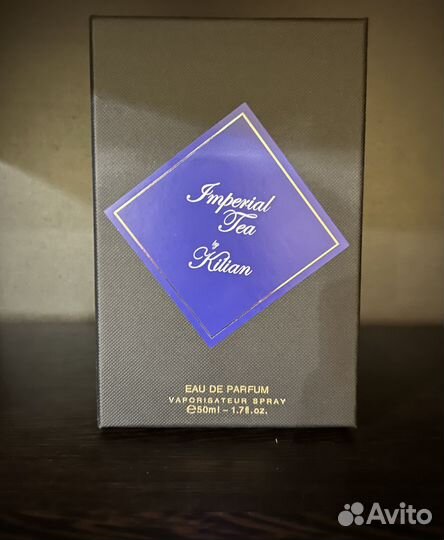 Imperial
Tea
by
Kilian
EAU DE PARFUM
VAPORISATEUR SPRAY
℮50ml - 1.7fl.oz.
Avito